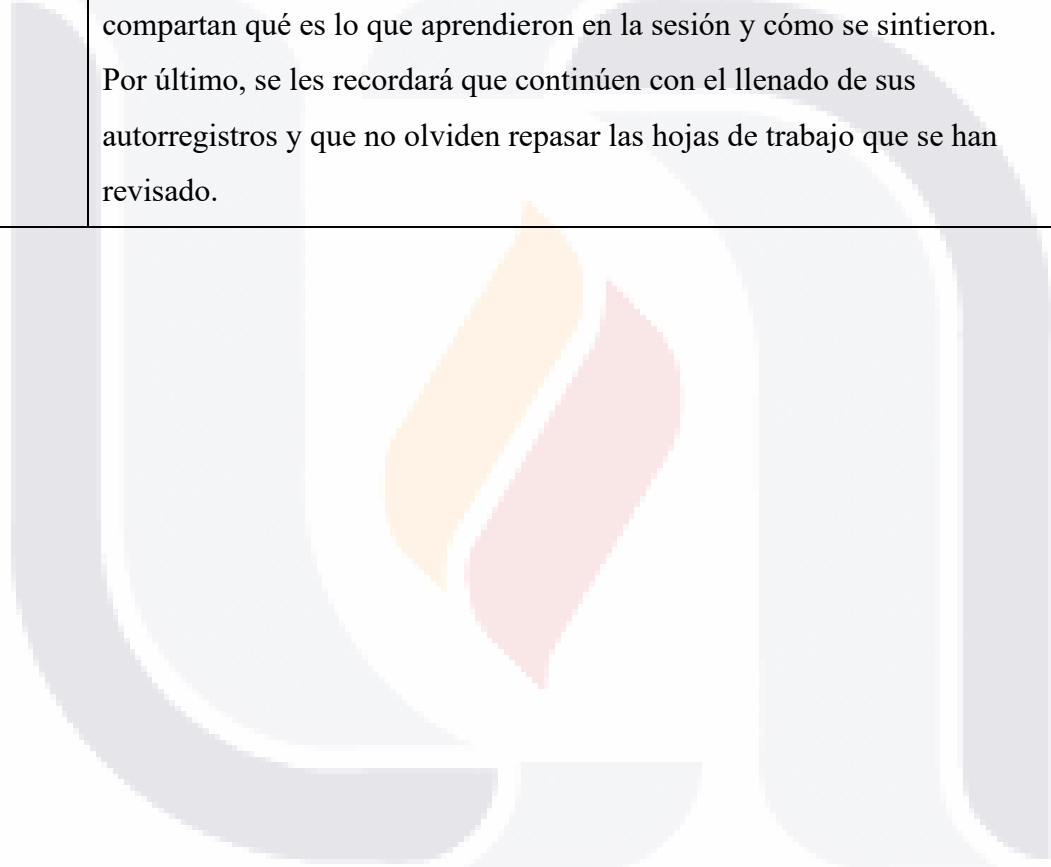 compartan qué es lo que aprendieron en la sesión y cómo se sintieron.
Por último, se les recordará que continúen con el llenado de sus
autorregistros y que no olviden repasar las hojas de trabajo que se han
revisado.